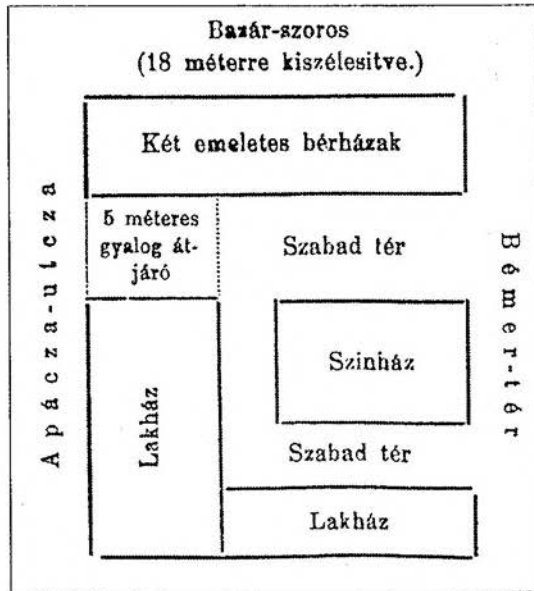 Bazár-szoros
(18 méterre kiszélesitve.)
Két emeletes bérházak
Apácza-utcza
5 méteres
gyalog át-
járó
Szabad tér
Bémer-tér
Szinház
Lakház
Szabad tér
Lakház